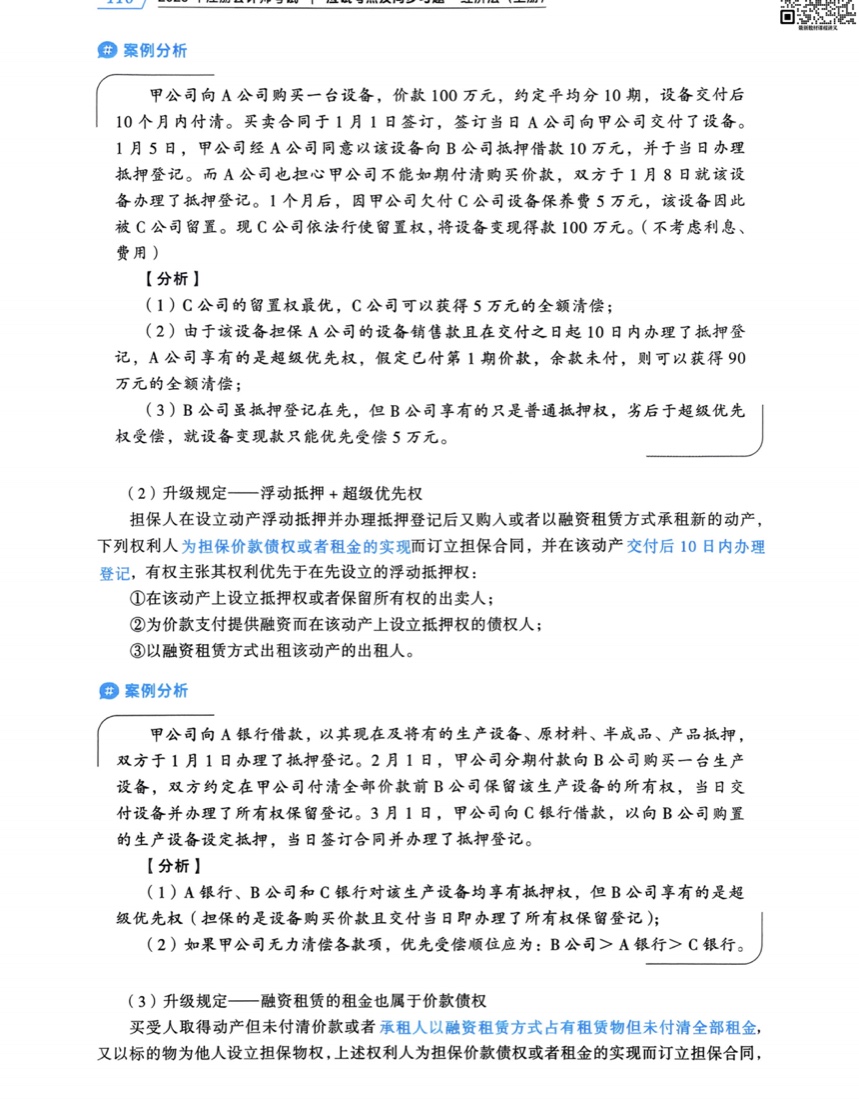 案例分析
甲公司向 A 公司购买一台设备，价款 100 万元，约定平均分 10 期，设备交付后
10 个月内付清。买卖合同于 1 月 1 日签订，签订当日 A 公司向甲公司交付了设备。
1 月 5 日，甲公司经 A 公司同意以该设备向 B 公司抵押借款 10 万元，并于当日办理
抵押登记。而 A 公司也担心甲公司不能如期付清购买价款，双方于 1 月 8 日就该设
备办理了抵押登记。1 个月后，因甲公司欠付 C 公司设备保养费 5 万元，该设备因此
被 C 公司留置。现 C 公司依法行使留置权，将设备变现得款 100 万元。（不考虑利息、
费用）
【分析】
（1）C 公司的留置权最优，C 公司可以获得 5 万元的全额清偿；
（2）由于该设备担保 A 公司的设备销售款且在交付之日起 10 日内办理了抵押登
记，A 公司享有的是超级优先权，假定已付第 1 期价款，余款未付，则可以获得 90
万元的全额清偿；
（3）B 公司虽抵押登记在先，但 B 公司享有的只是普通抵押权，劣后于超级优先
权受偿，就设备变现款只能优先受偿 5 万元。
（2）升级规定——浮动抵押 + 超级优先权
担保人在设立动产浮动抵押并办理抵押登记后又购入或者以融资租赁方式承租新的动产，
下列权利人为担保价款债权或者租金的实现而订立担保合同，并在该动产交付后 10 日内办理
登记，有权主张其权利优先于在先设立的浮动抵押权：
①在该动产上设立抵押权或者保留所有权的出卖人；
②为价款支付提供融资而在该动产上设立抵押权的债权人；
③以融资租赁方式出租该动产的出租人。
案例分析
甲公司向 A 银行借款，以其现在及将有的生产设备、原材料、半成品、产品抵押，
双方于 1 月 1 日办理了抵押登记。2 月 1 日，甲公司分期付款向 B 公司购买一台生产
设备，双方约定在甲公司付清全部价款前 B 公司保留该生产设备的所有权，当日交
付设备并办理了所有权保留登记。3 月 1 日，甲公司向 C 银行借款，以向 B 公司购置
的生产设备设定抵押，当日签订合同并办理了抵押登记。
【分析】
（1）A 银行、B 公司和 C 银行对该生产设备均享有抵押权，但 B 公司享有的是超
级优先权（担保的是设备购买价款且交付当日即办理了所有权保留登记）；
（2）如果甲公司无力清偿各款项，优先受偿顺位应为：B 公司＞A 银行＞C 银行。
（3）升级规定——融资租赁的租金也属于价款债权
买受人取得动产但未付清价款或者承租人以融资租赁方式占有租赁物但未付清全部租金，
又以标的物为他人设立担保物权，上述权利人为担保价款债权或者租金的实现而订立担保合同，